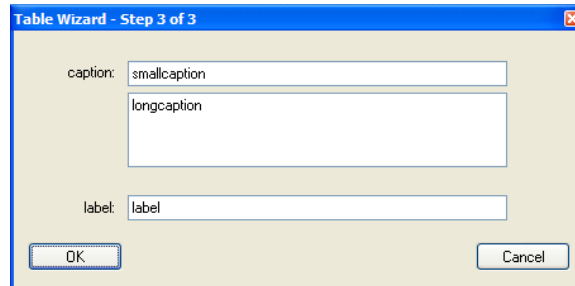 Table Wizard - Step 3 of 3
caption: smallcaption
longcaption
label: label
OK Cancel